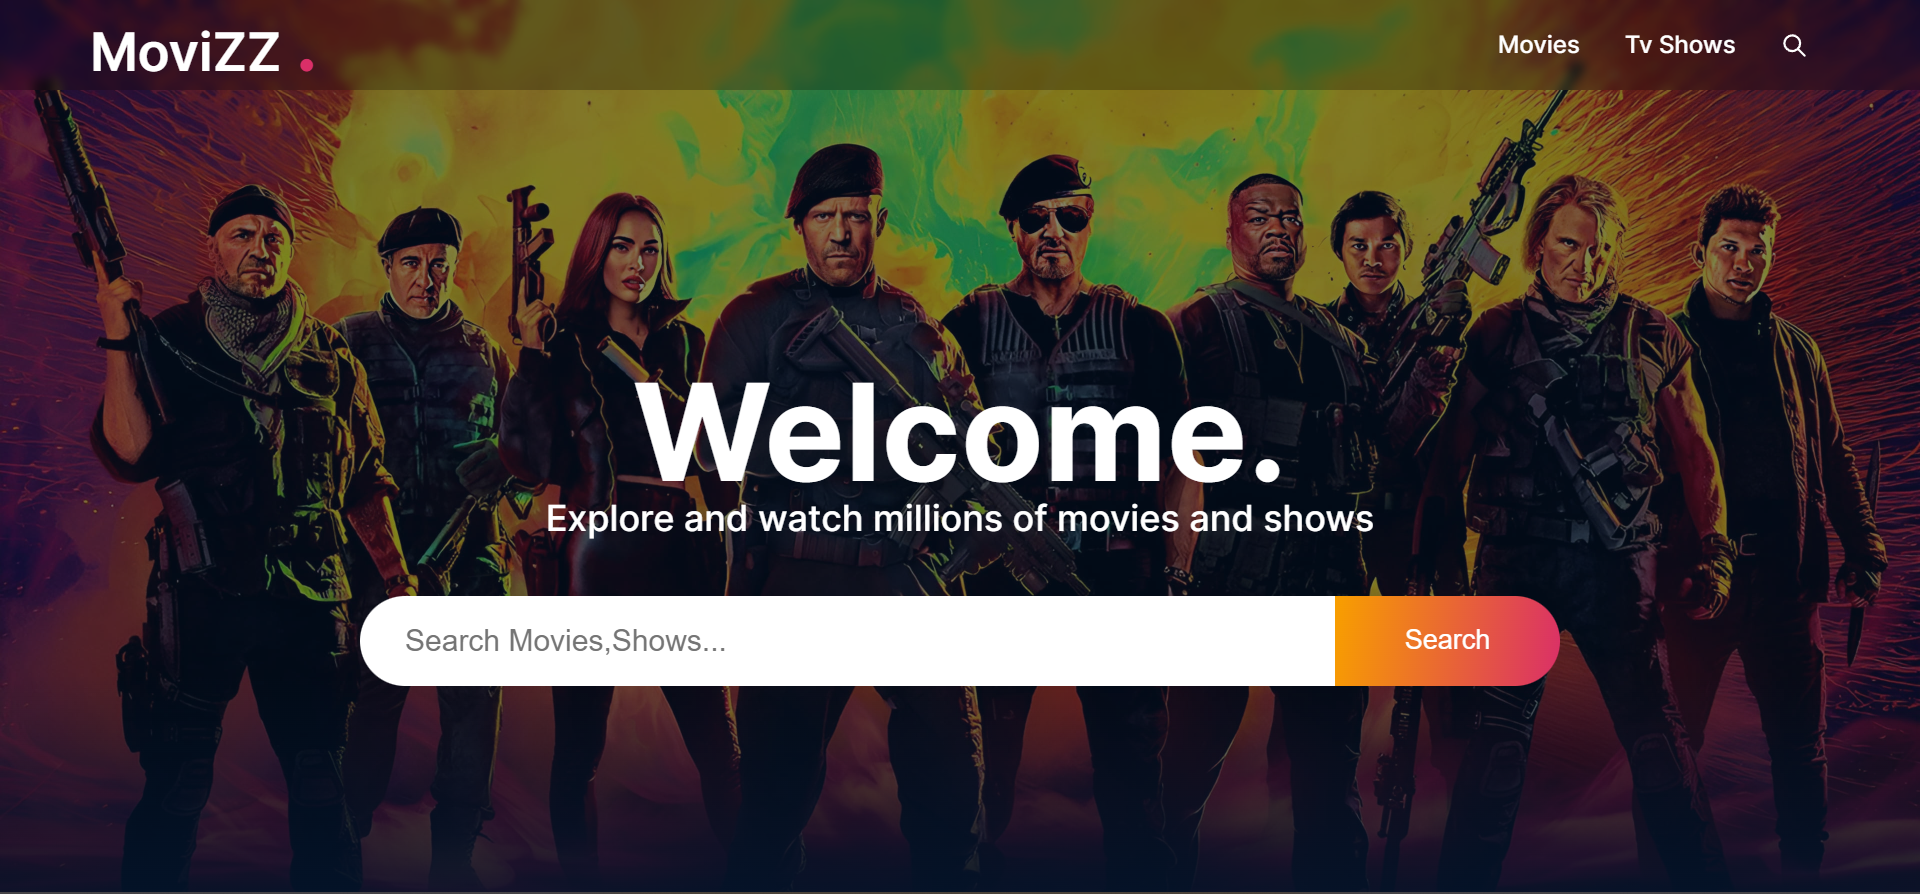 MoviZZ .
Movies
Tv Shows
Welcome.
Explore and watch millions of movies and shows
Search Movies,Shows...
Search